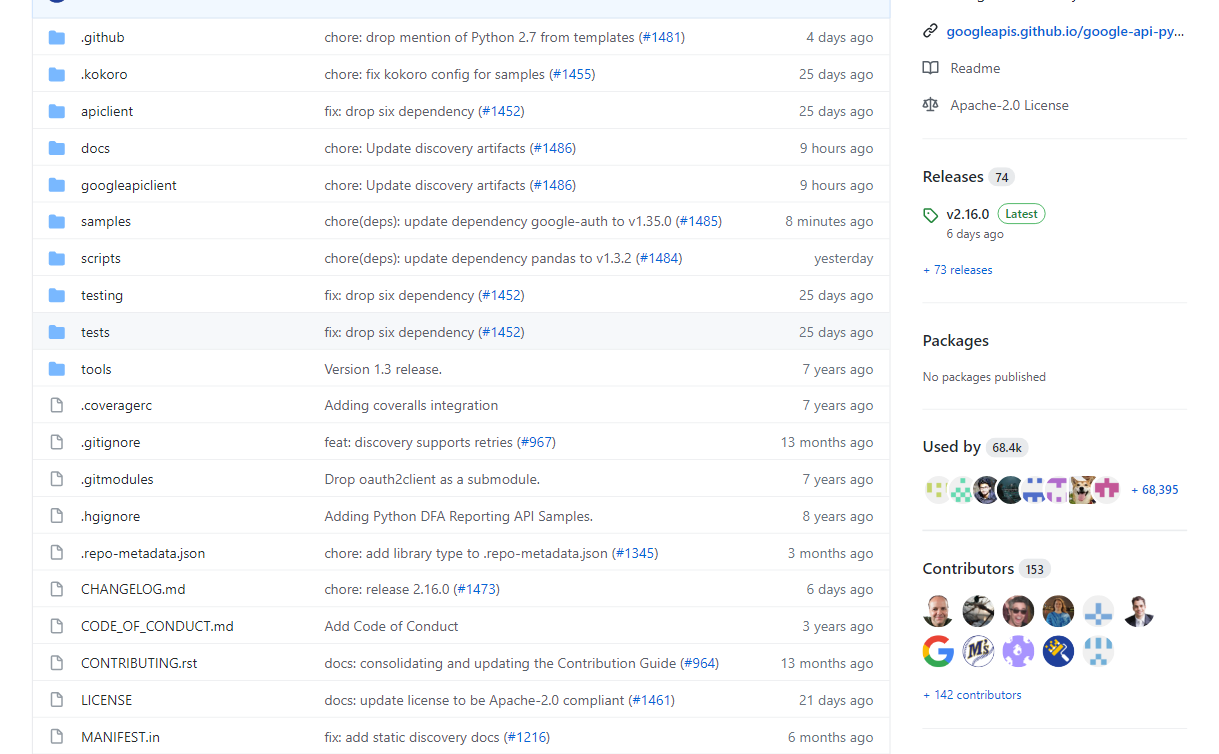 .github chore: drop mention of Python 2.7 from templates (#1481) 4 days ago
.kokoro chore: fix kokoro config for samples (#1455) 25 days ago
apiclient fix: drop six dependency (#1452) 25 days ago
docs chore: Update discovery artifacts (#1486) 9 hours ago
googleapiclient chore: Update discovery artifacts (#1486) 9 hours ago
samples chore(deps): update dependency google-auth to v1.35.0 (#1485) 8 minutes ago
scripts chore(deps): update dependency pandas to v1.3.2 (#1484) yesterday
testing fix: drop six dependency (#1452) 25 days ago
tests fix: drop six dependency (#1452) 25 days ago
tools Version 1.3 release. 7 years ago
.coveragerc Adding coveralls integration 7 years ago
.gitignore feat: discovery supports retries (#967) 13 months ago
.gitmodules Drop oauth2client as a submodule. 7 years ago
.hgignore Adding Python DFA Reporting API Samples. 8 years ago
.repo-metadata.json chore: add library type to .repo-metadata.json (#1345) 3 months ago
CHANGELOG.md chore: release 2.16.0 (#1473) 6 days ago
CODE_OF_CONDUCT.md Add Code of Conduct 3 years ago
CONTRIBUTING.rst docs: consolidating and updating the Contribution Guide (#964) 13 months ago
LICENSE docs: update license to be Apache-2.0 compliant (#1461) 21 days ago
MANIFEST.in fix: add static discovery docs (#1216) 6 months ago
googleapis.github.io/google-api-py...
Readme
Apache-2.0 License
Releases 74
v2.16.0 Latest
6 days ago
+ 73 releases
Packages
No packages published
Used by 68.4k
+ 68,395
Contributors 153
G M's
+ 142 contributors